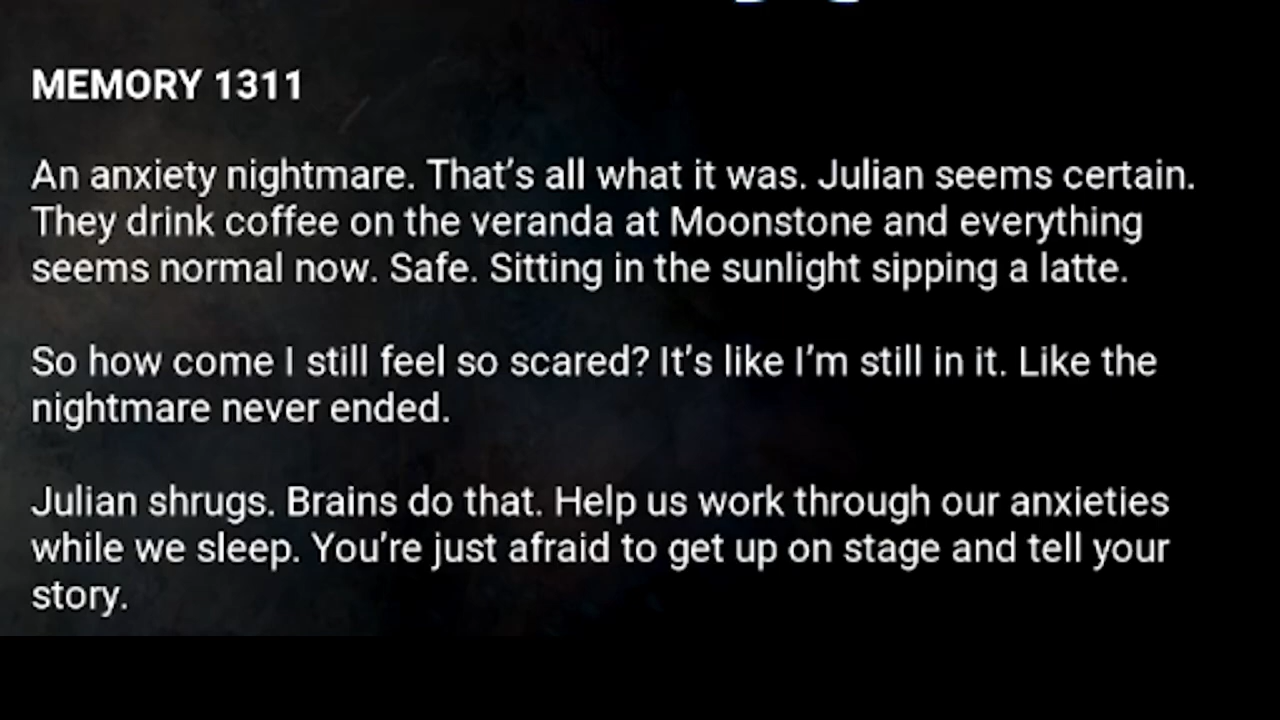 MEMORY 1311
An anxiety nightmare. That's all what it was. Julian seems certain.
They drink coffee on the veranda at Moonstone and everything
seems normal now. Safe. Sitting in the sunlight sipping a latte.
So how come I still feel so scared? It's like I'm still in it. Like the
nightmare never ended.
Julian shrugs. Brains do that. Help us work through our anxieties
while we sleep. You're just afraid to get up on stage and tell your
story.